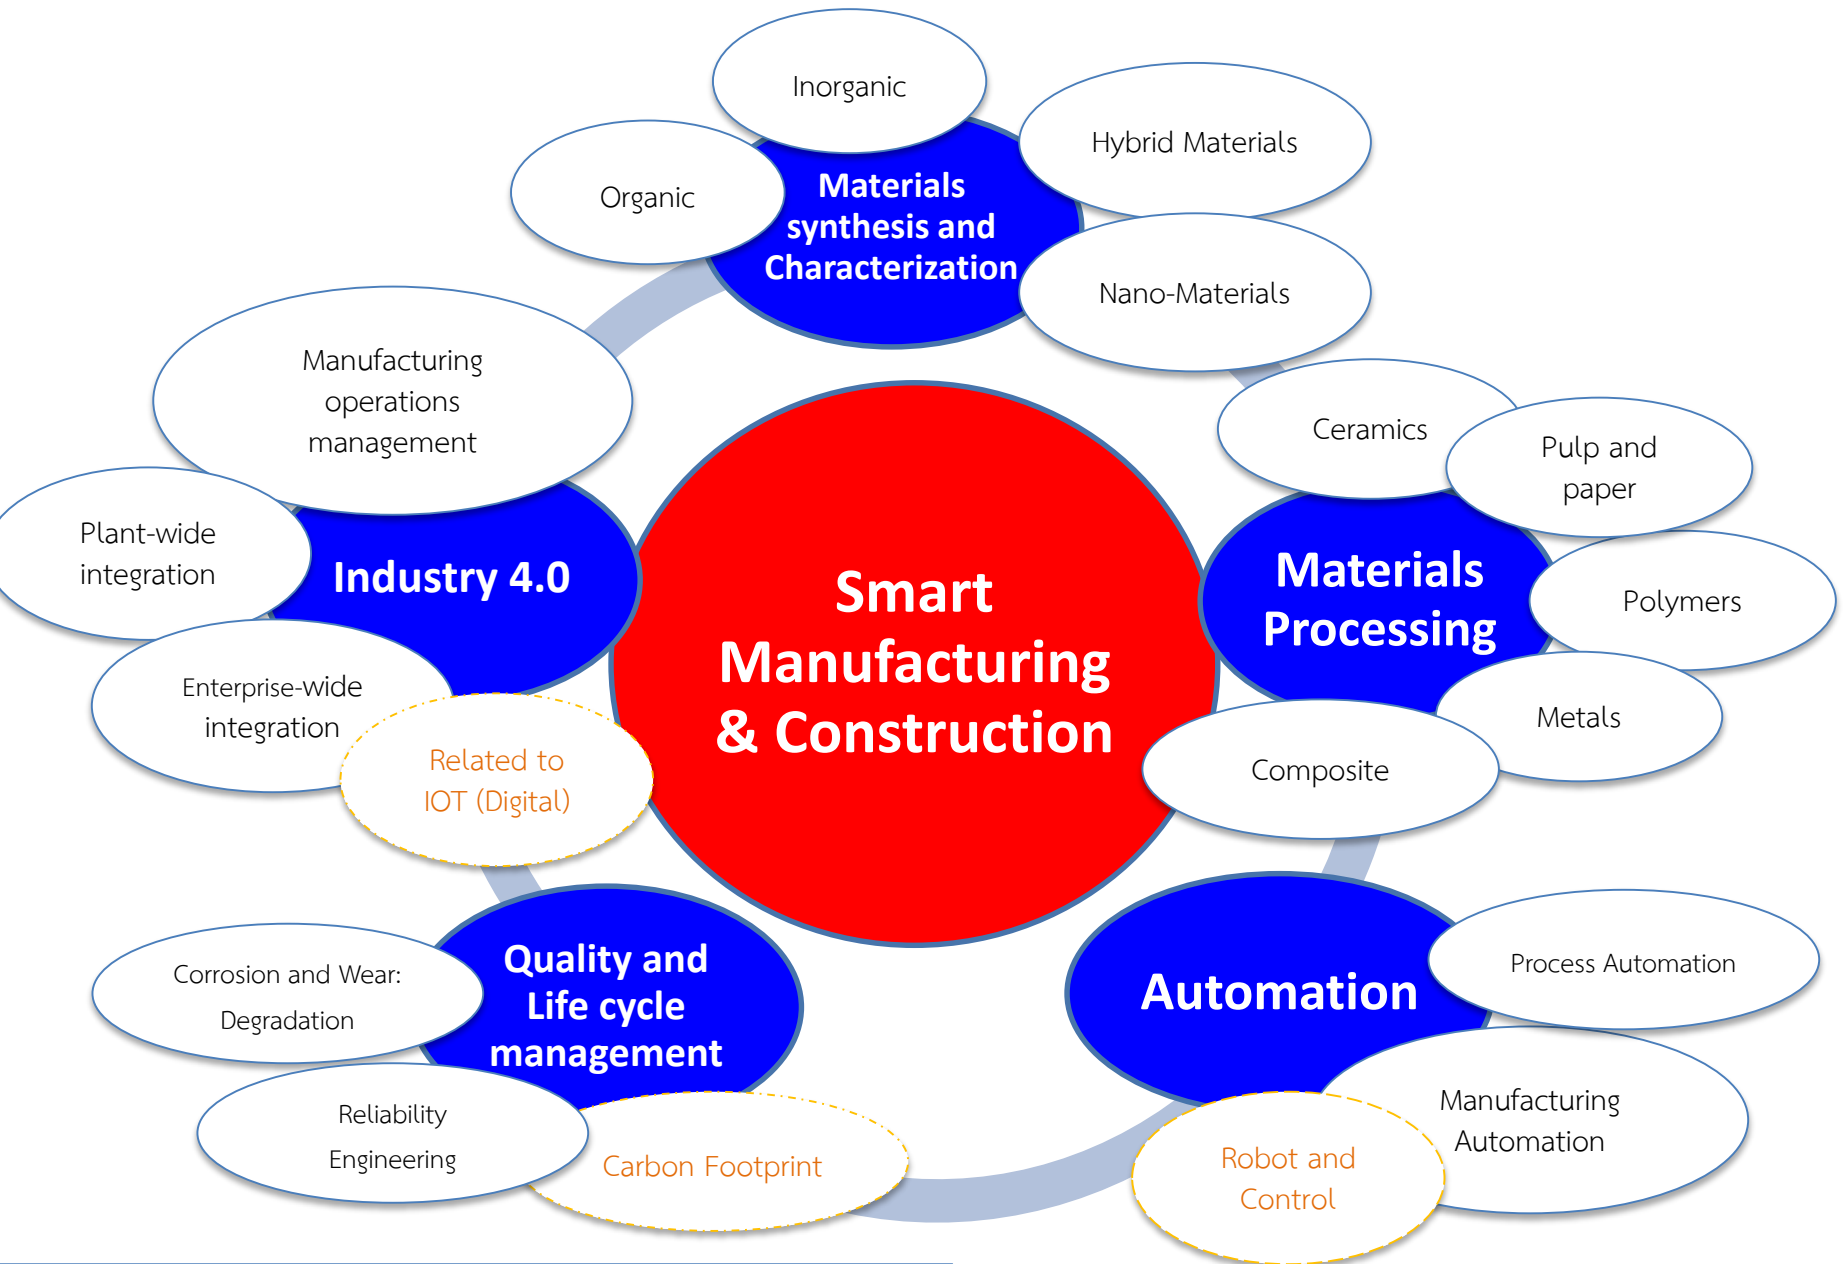 Inorganic
Hybrid Materials
Organic
Materials
synthesis and
Characterization
Nano-Materials
Manufacturing
operations
management
Ceramics
Pulp and
paper
Plant-wide
integration
Industry 4.0
Smart
Manufacturing
& Construction
Materials
Processing
Polymers
Enterprise-wide
integration
Related to
IOT (Digital)
Metals
Composite
Quality and
Life cycle
management
Corrosion and Wear:
Degradation
Automation
Process Automation
Reliability
Engineering
Carbon Footprint
Manufacturing
Automation
Robot and
Control